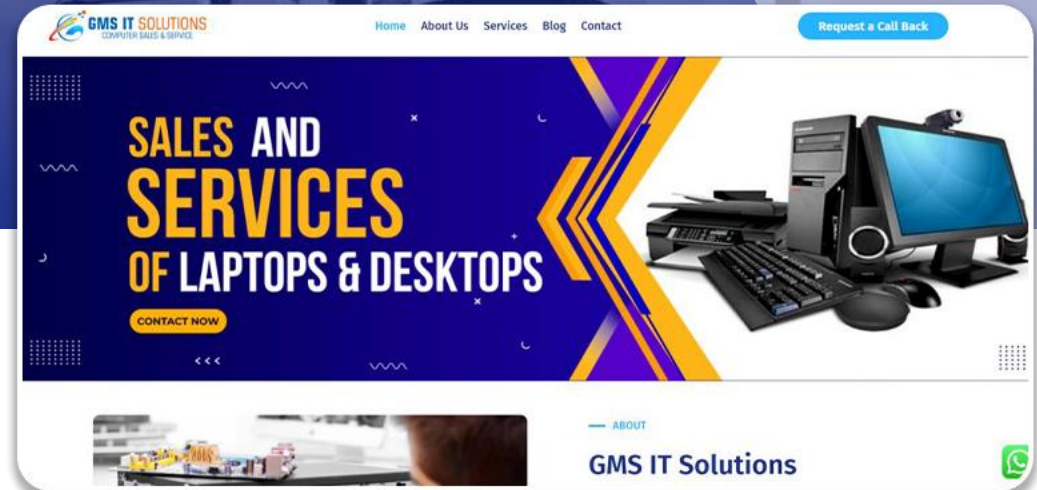 GMS IT SOLUTIONS
COMPUTER SALES & SERVICE
Home About Us Services Blog Contact
Request a Call Back
SALES AND
SERVICES
OF LAPTOPS & DESKTOPS
CONTACT NOW
ABOUT
GMS IT Solutions